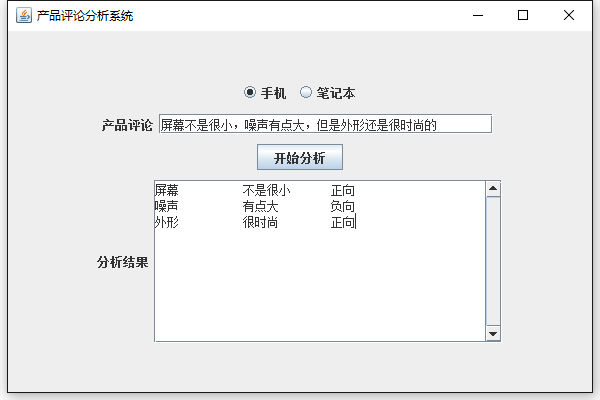 产品评论分析系统
手机 笔记本
产品评论 屏幕不是很小，噪声有点大，但是外形还是很时尚的
开始分析
屏幕 不是很小 正向
噪声 有点大 负向
外形 很时尚 正向
分析结果